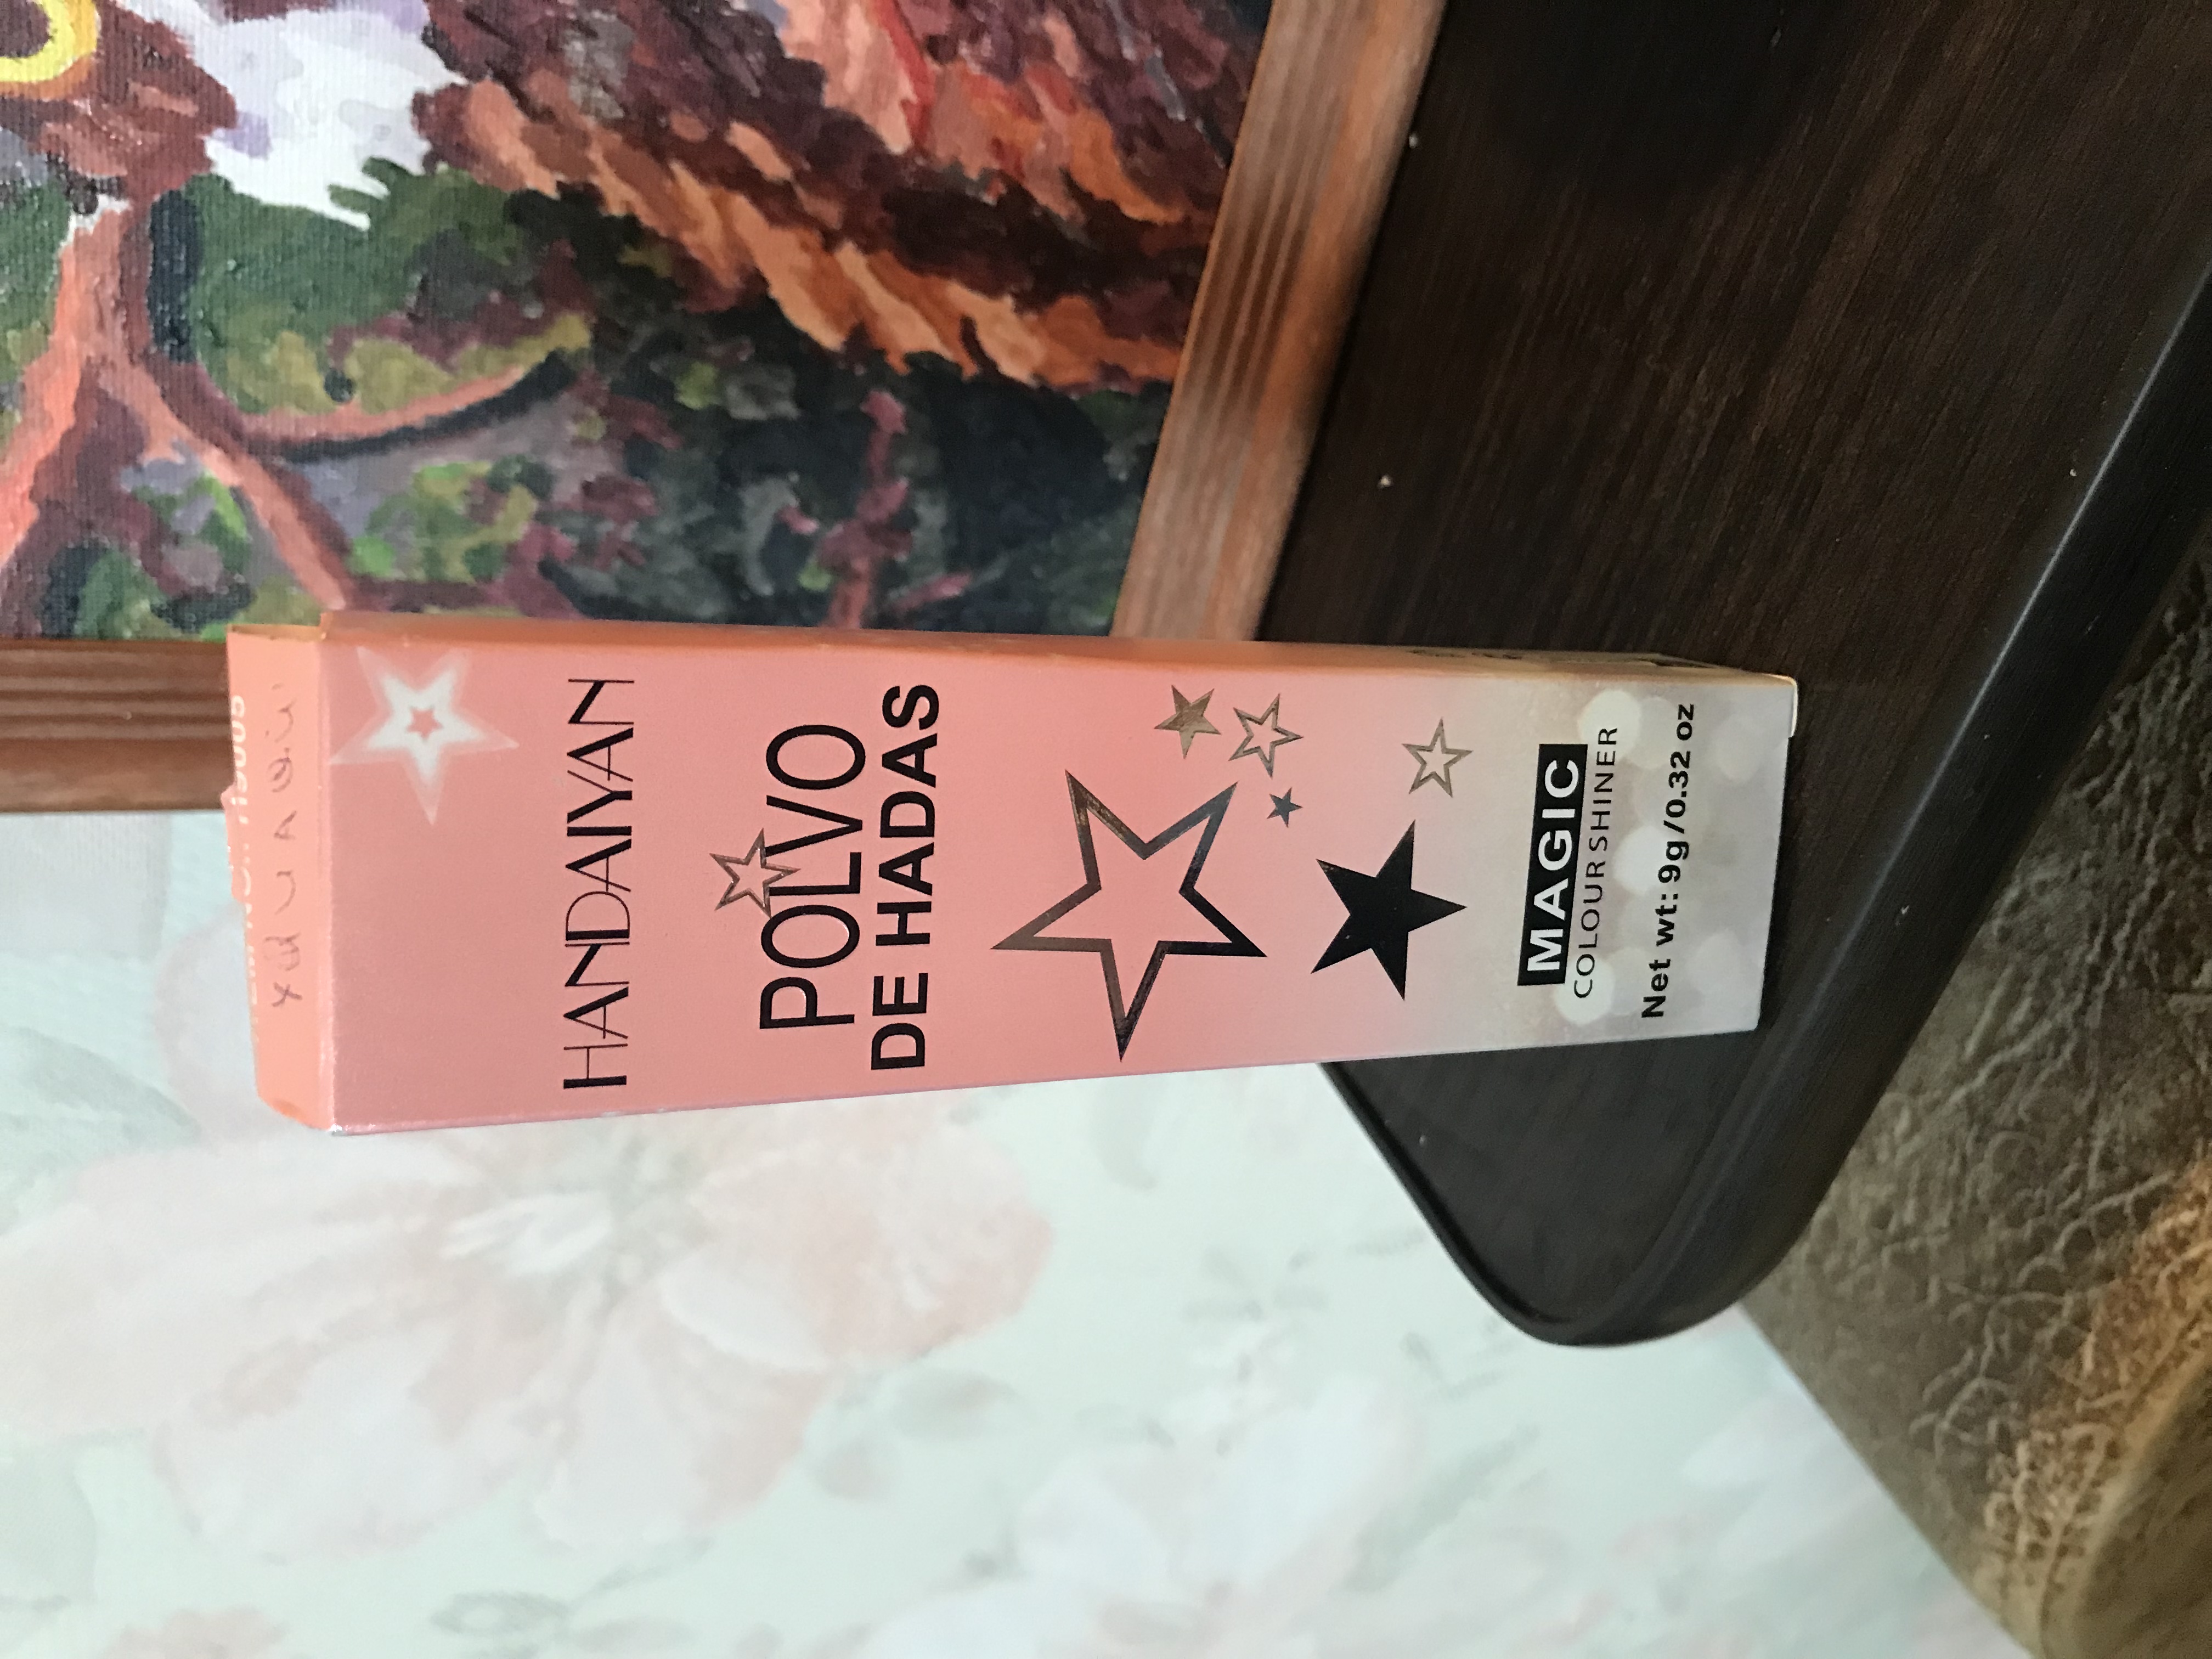 HANDAIYAN
POLVO
DE HADAS
MAGIC
COLOUR SHINER
Net wt: 9g/0.32 oz